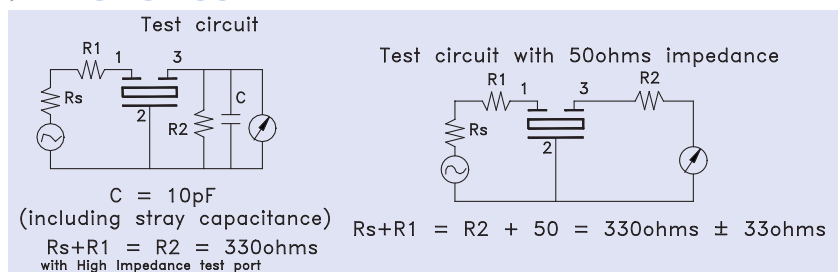 Test circuit
R1
1
3
Rs
2
R2
C
C = 10pF
(including stray capacitance)
Rs+R1 = R2 = 330ohms
with High Impedance test port
Test circuit with 50ohms impedance
R1
1
3
R2
Rs
2
Rs+R1 = R2 + 50 = 330ohms ± 33ohms